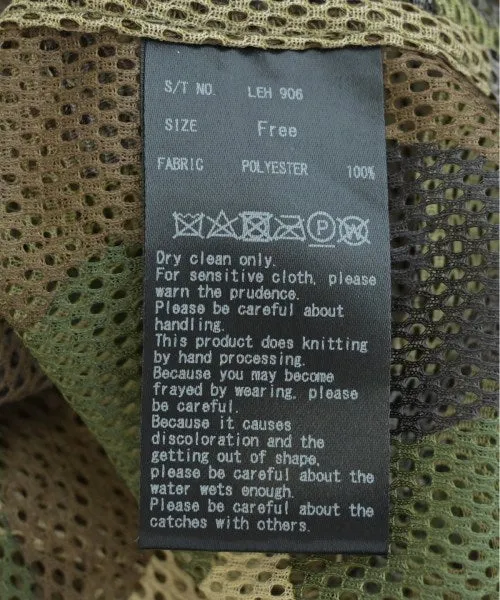 S/T NO. LEH 906
SIZE Free
FABRIC POLYESTER 100%
P W
Dry clean only.
For sensitive cloth, please
warn the prudence.
Please be careful about
handling.
This product does knitting
by hand processing.
Because you may become
frayed by wearing, please
be careful.
Because it causes
discoloration and the
getting out of shape,
please be careful about the
water wets enough.
Please be careful about the
catches with others.